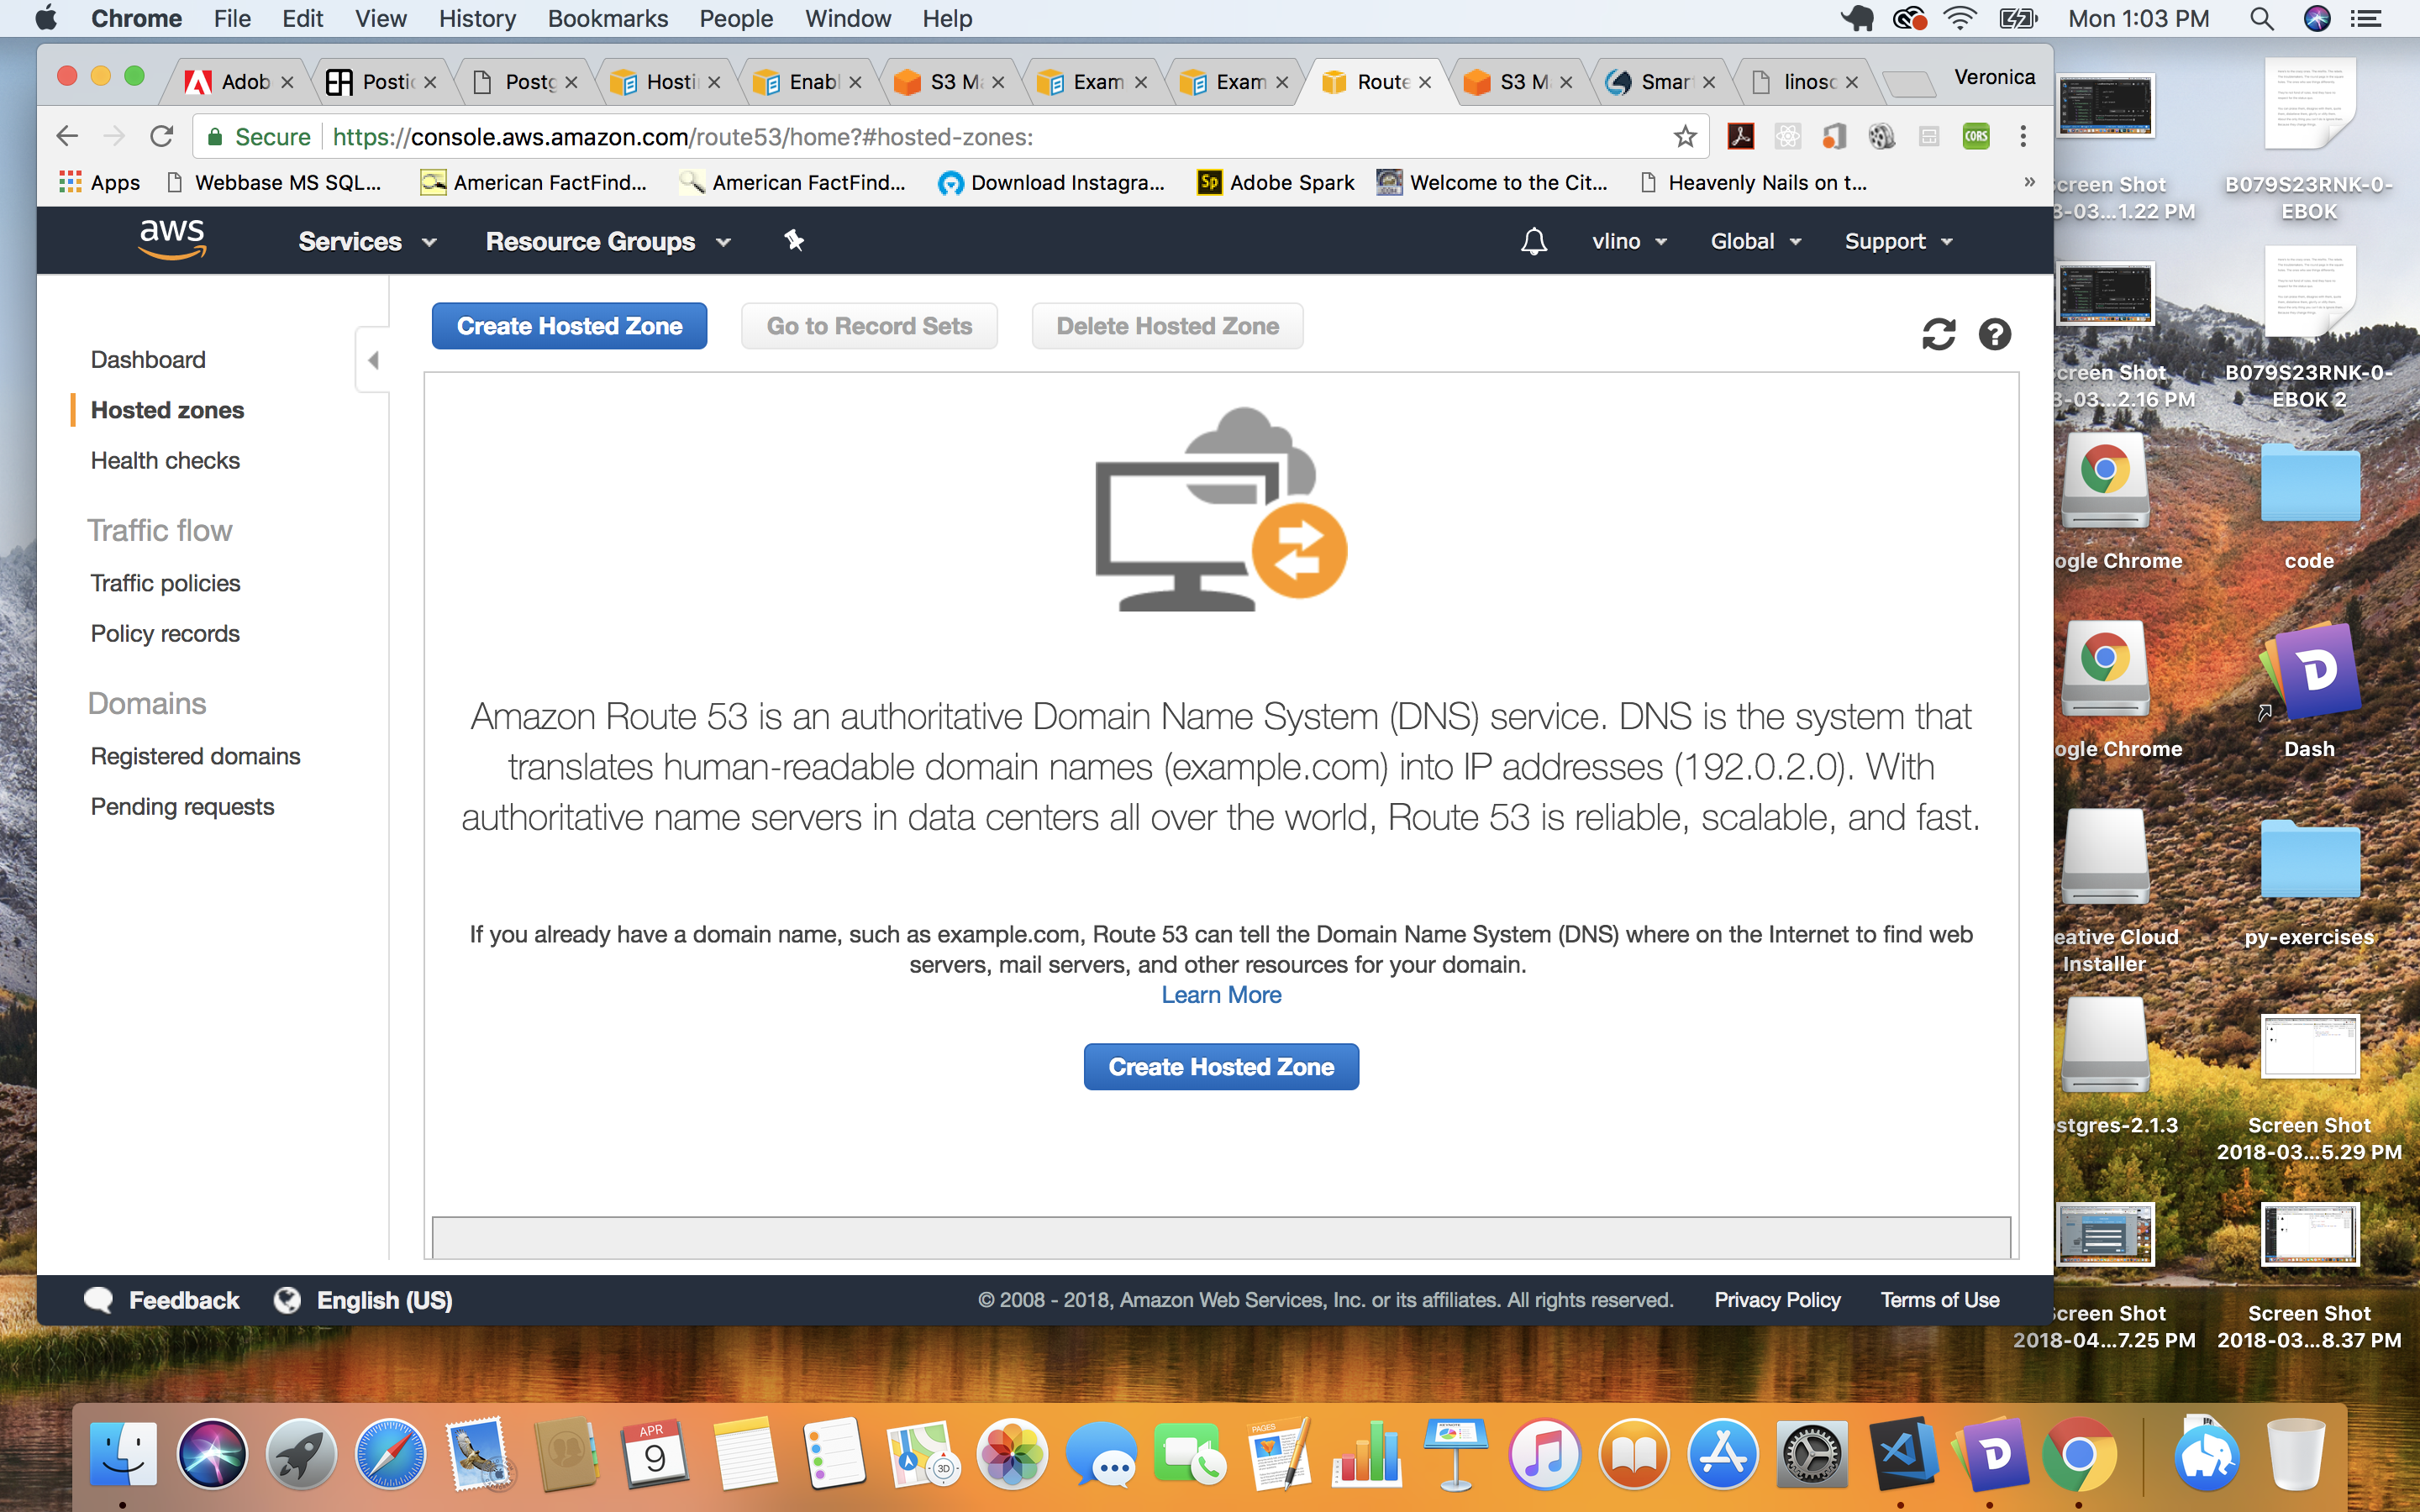 Chrome File Edit View History Bookmarks People Window Help Mon 1:03 PM
Adob Postic Postg Hosti Enabl S3 Ma Exam Exam Route S3 Ma Smar linosc Veronica
Secure https://console.aws.amazon.com/route53/home?#hosted-zones: CORS
Apps Webbase MS SQL... American FactFind... American FactFind... Sp Download Instagra... Adobe Spark Welcome to the Cit... Heavenly Nails on t... »
aws Services Resource Groups vlino Global Support
Create Hosted Zone Go to Record Sets Delete Hosted Zone
Dashboard
Hosted zones
Health checks
Traffic flow
Traffic policies
Policy records
Domains
Registered domains
Pending requests
Amazon Route 53 is an authoritative Domain Name System (DNS) service. DNS is the system that
translates human-readable domain names (example.com) into IP addresses (192.0.2.0). With
authoritative name servers in data centers all over the world, Route 53 is reliable, scalable, and fast.
If you already have a domain name, such as example.com, Route 53 can tell the Domain Name System (DNS) where on the Internet to find web
servers, mail servers, and other resources for your domain.
Learn More
Create Hosted Zone
Feedback English (US) © 2008 - 2018, Amazon Web Services, Inc. or its affiliates. All rights reserved. Privacy Policy Terms of Use
creen Shot
8-03...1.22 PM
B079S23RNK-0-
EBOK
creen Shot
8-03...2.16 PM
B079S23RNK-0-
EBOK 2
ogle Chrome
code
ogle Chrome
Dash
eative Cloud
Installer
py-exercises
stgres-2.1.3
Screen Shot
2018-03...5.29 PM
creen Shot
2018-04...7.25 PM
Screen Shot
2018-03...8.37 PM
APR
9
3D
PAGES